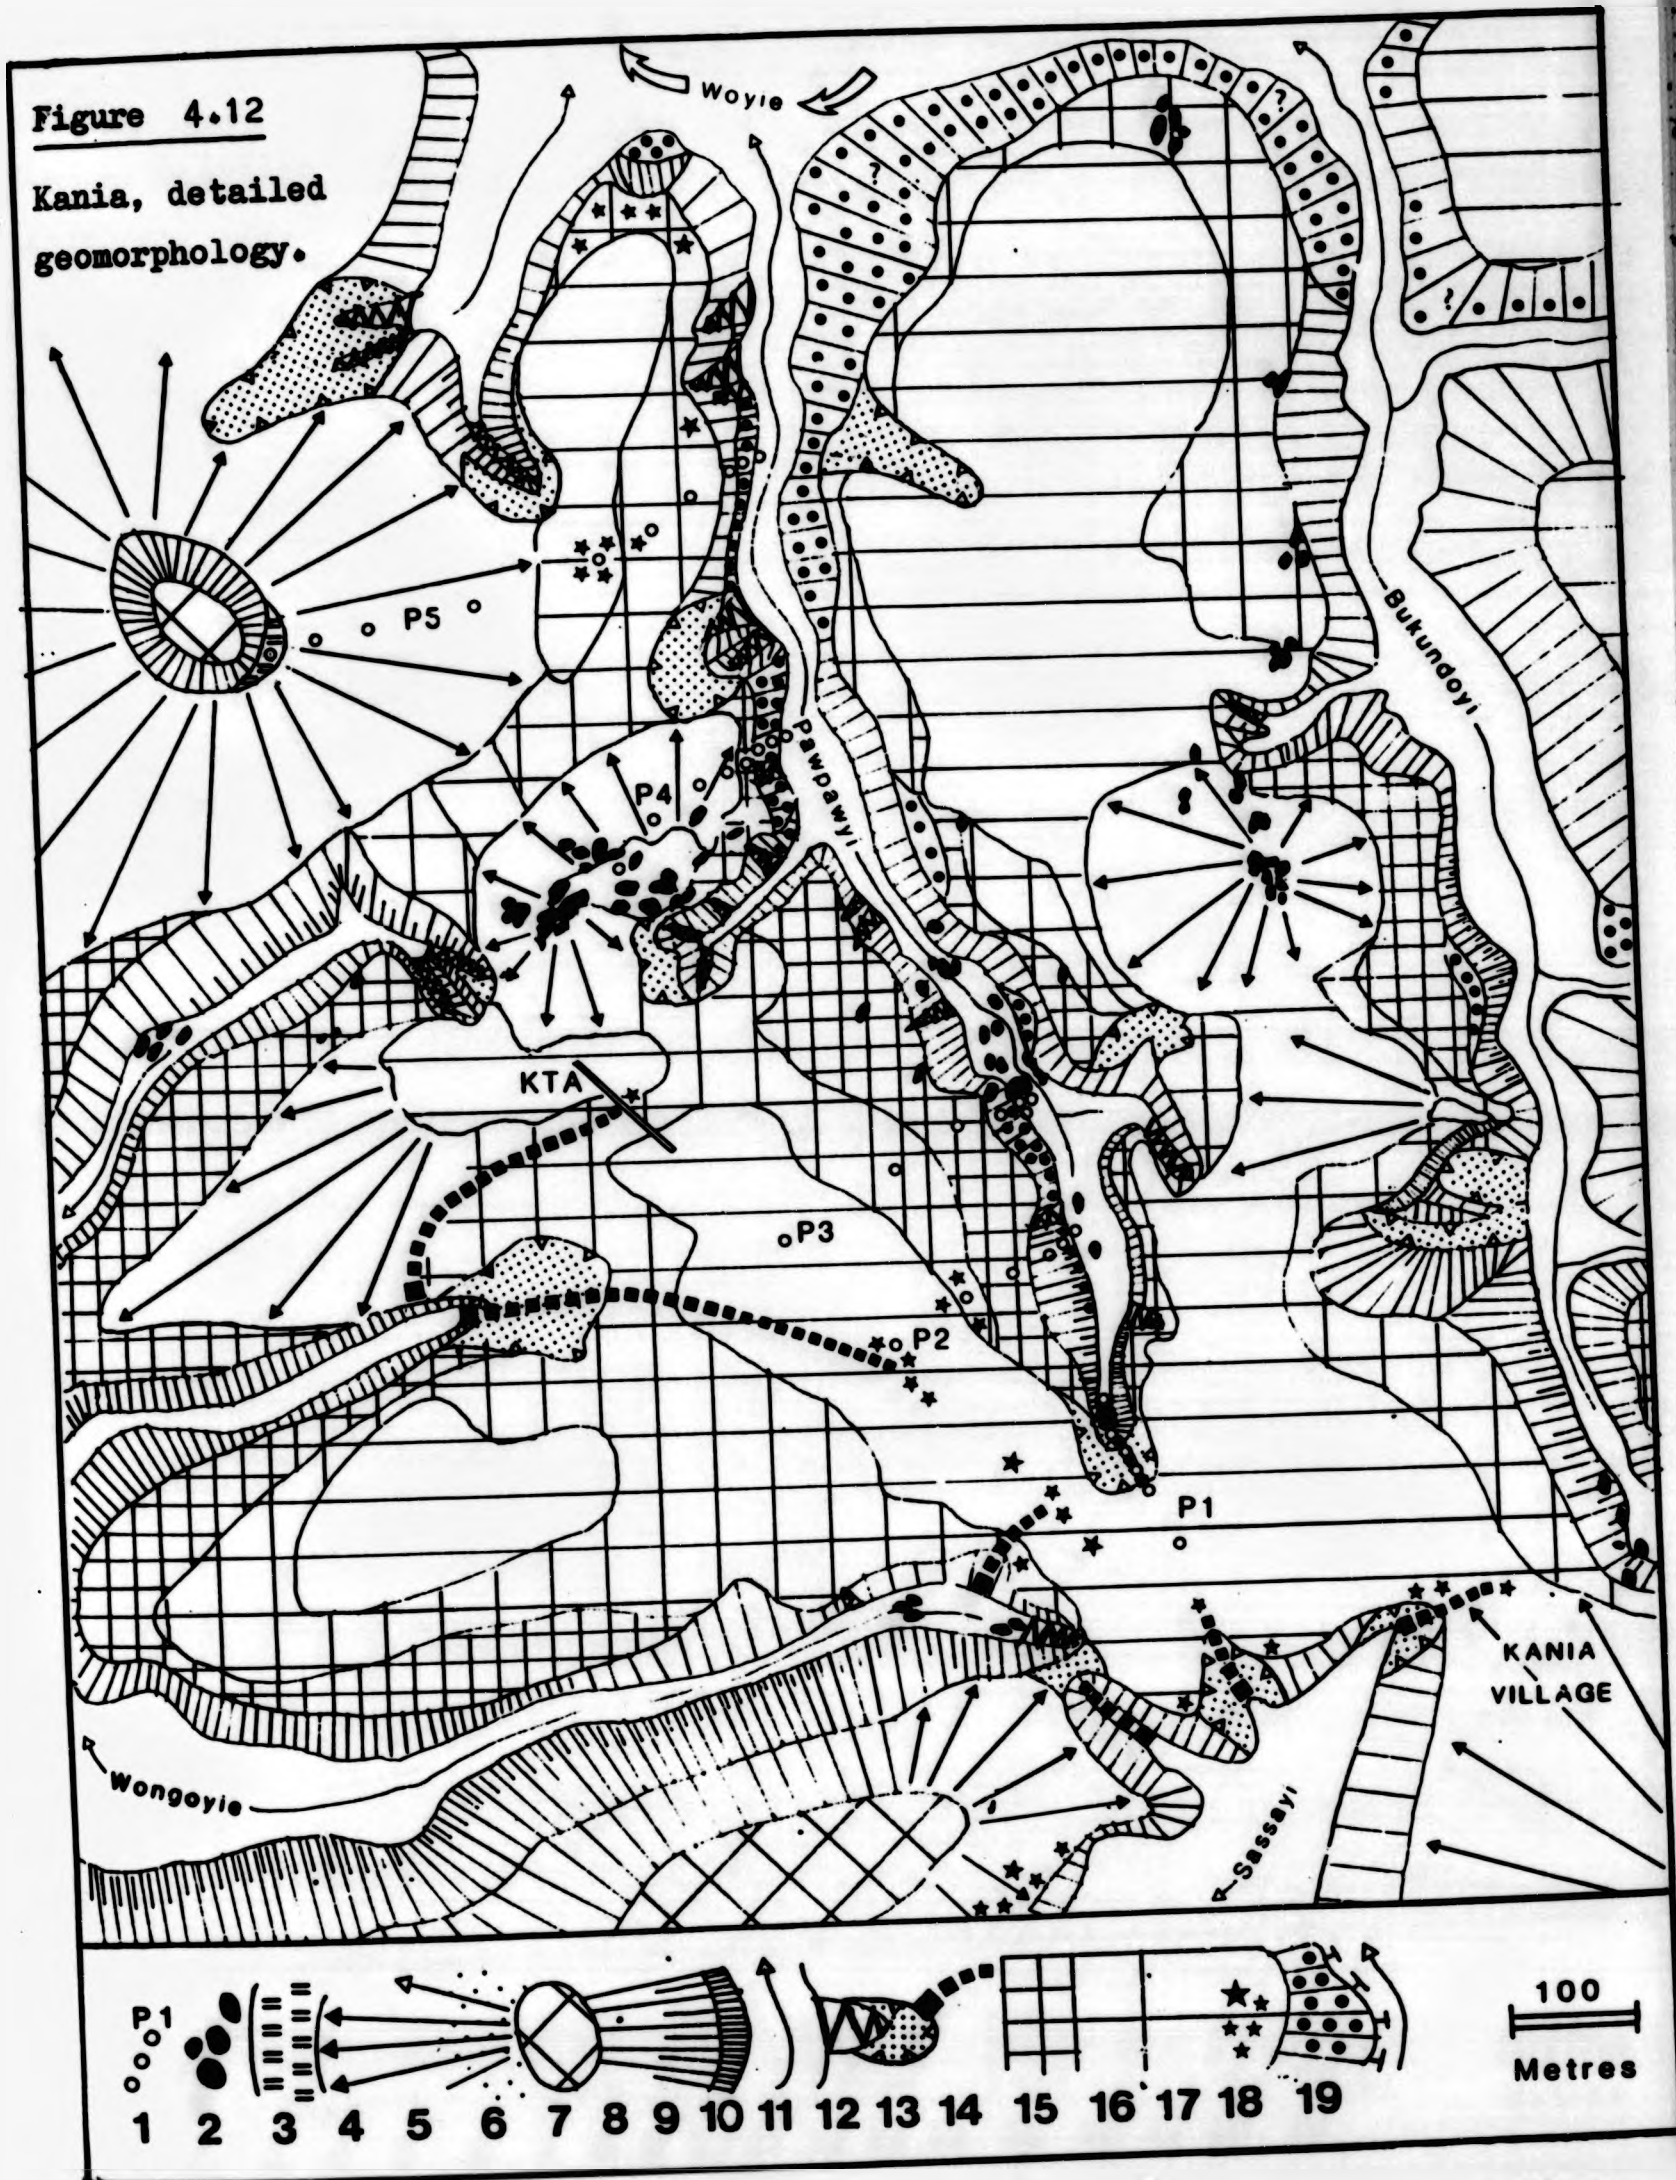 Figure 4.12
Kania, detailed
geomorphology.
Woyie
?
?
?
P5
Bukundoyi
Pawpawyi
P4
KTA
P3
P2
P1
KANIA
VILLAGE
Wongoyie
Sassayi
P1
1 2 3 4 5 6 7 8 9 10 11 12 13 14 15 16 17 18 19
100
Metres